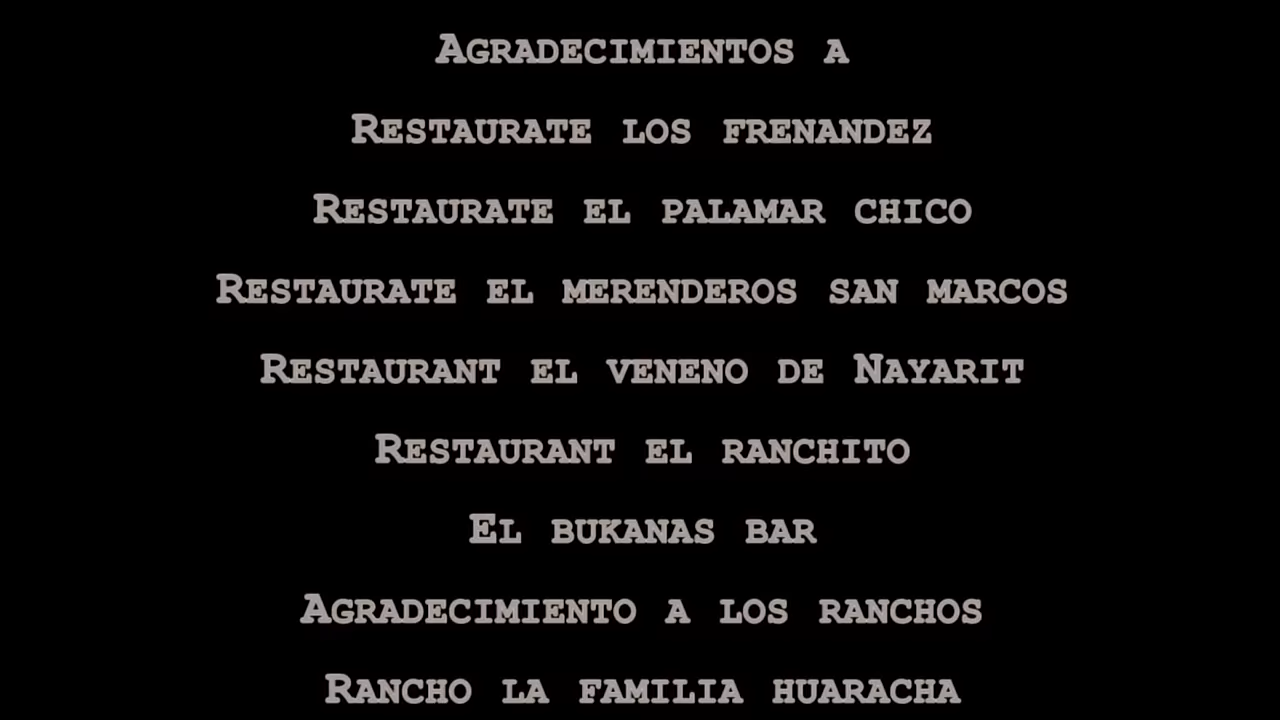 Agradecimientos a
Restaurate los frenandez
Restaurate el palamar chico
Restaurate el merenderos san marcos
Restaurant el veneno de Nayarit
Restaurant el ranchito
El bukanas bar
Agradecimiento a los ranchos
Rancho la familia huaracha